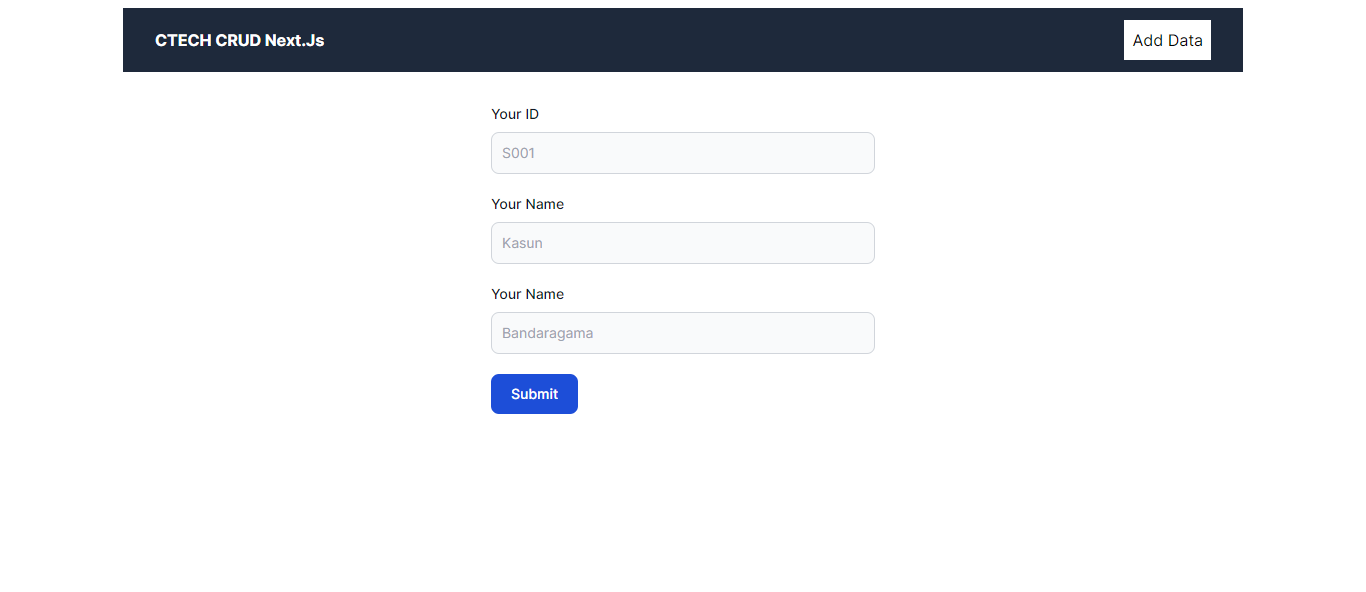 CTECH CRUD Next.Js
Add Data
Your ID
S001
Your Name
Kasun
Your Name
Bandaragama
Submit